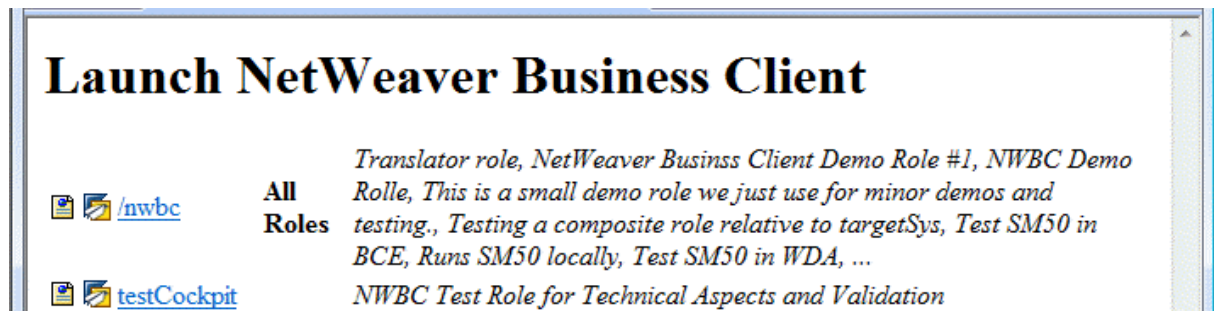 Launch NetWeaver Business Client
Translator role, NetWeaver Businss Client Demo Role #1, NWBC Demo
/nwbc All Roles Rolle, This is a small demo role we just use for minor demos and
testing., Testing a composite role relative to targetSys, Test SM50 in
BCE, Runs SM50 locally, Test SM50 in WDA, ...
testCockpit NWBC Test Role for Technical Aspects and Validation